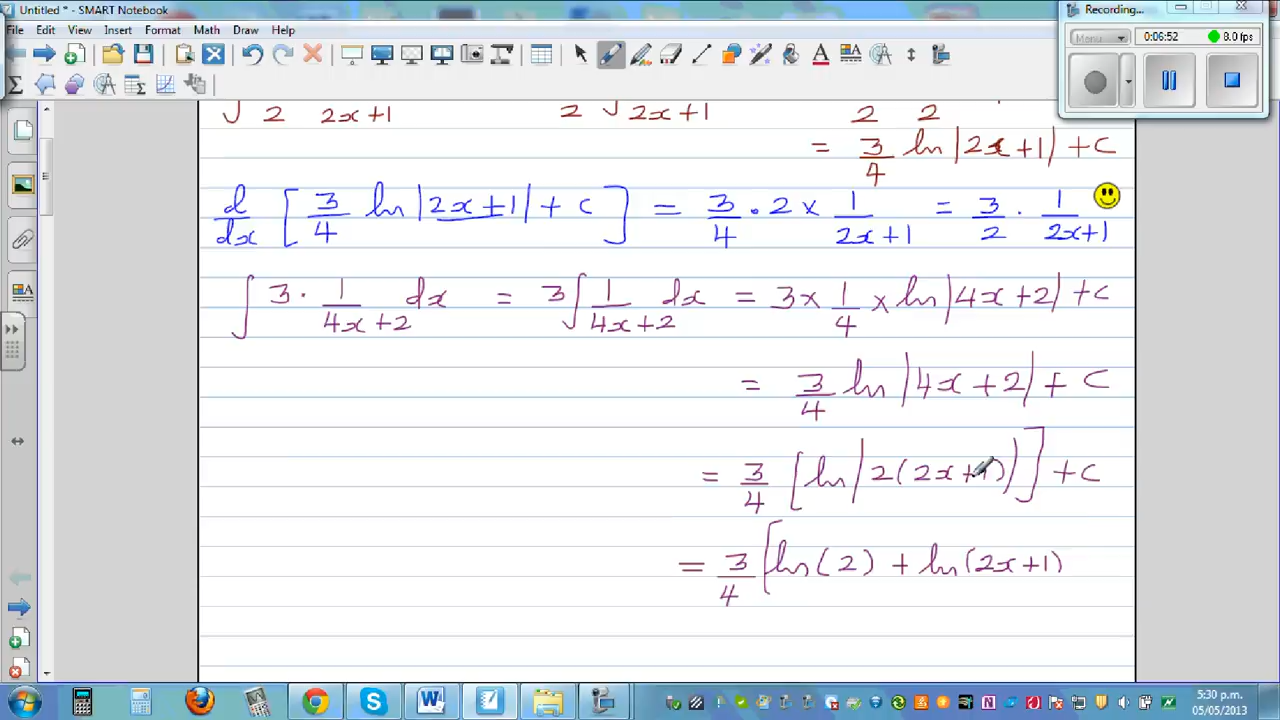 Untitled * - SMART Notebook
File Edit View Insert Format Math Draw Help
Recording...
Menu 0:06:52 8.0 fps
∫ 2 2x+1 2 ∫ 2x+1 2 2
= 3/4 ln|2x+1| + C
d/dx [ 3/4 ln|2x+1| + C ] = 3/4 · 2 × 1/(2x+1) = 3/2 · 1/(2x+1)
∫ 3 · 1/(4x+2) dx = 3 ∫ 1/(4x+2) dx = 3 × 1/4 × ln|4x+2| + C
= 3/4 ln|4x+2| + C
= 3/4 [ ln|2(2x+1)| ] + C
= 3/4 [ ln(2) + ln(2x+1)
5:30 p.m.
05/05/2013